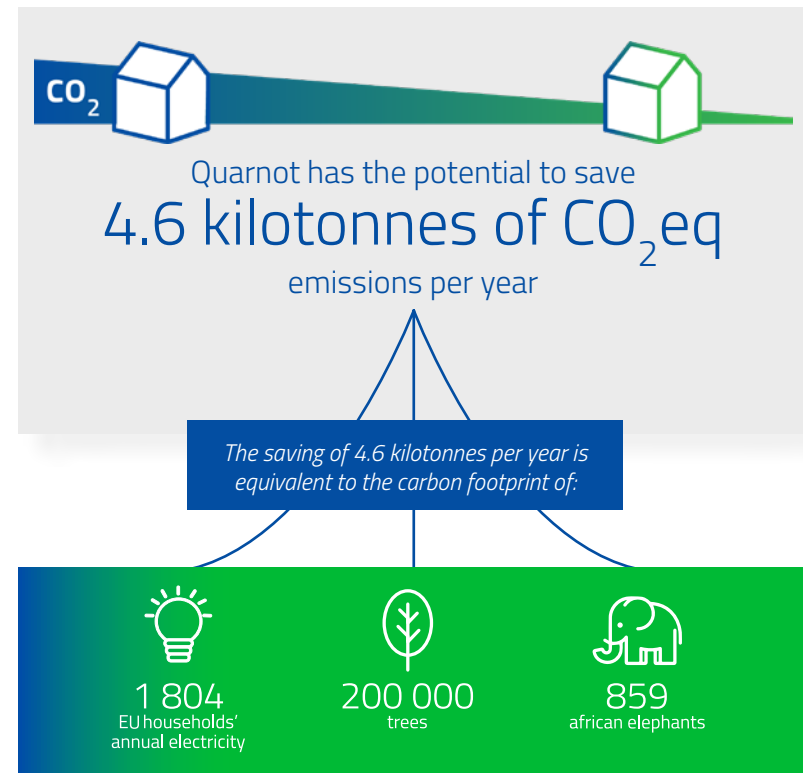 CO₂
Quarnot has the potential to save
4.6 kilotonnes of CO₂eq
emissions per year
The saving of 4.6 kilotonnes per year is
equivalent to the carbon footprint of:
1 804
EU households'
annual electricity
200 000
trees
859
african elephants